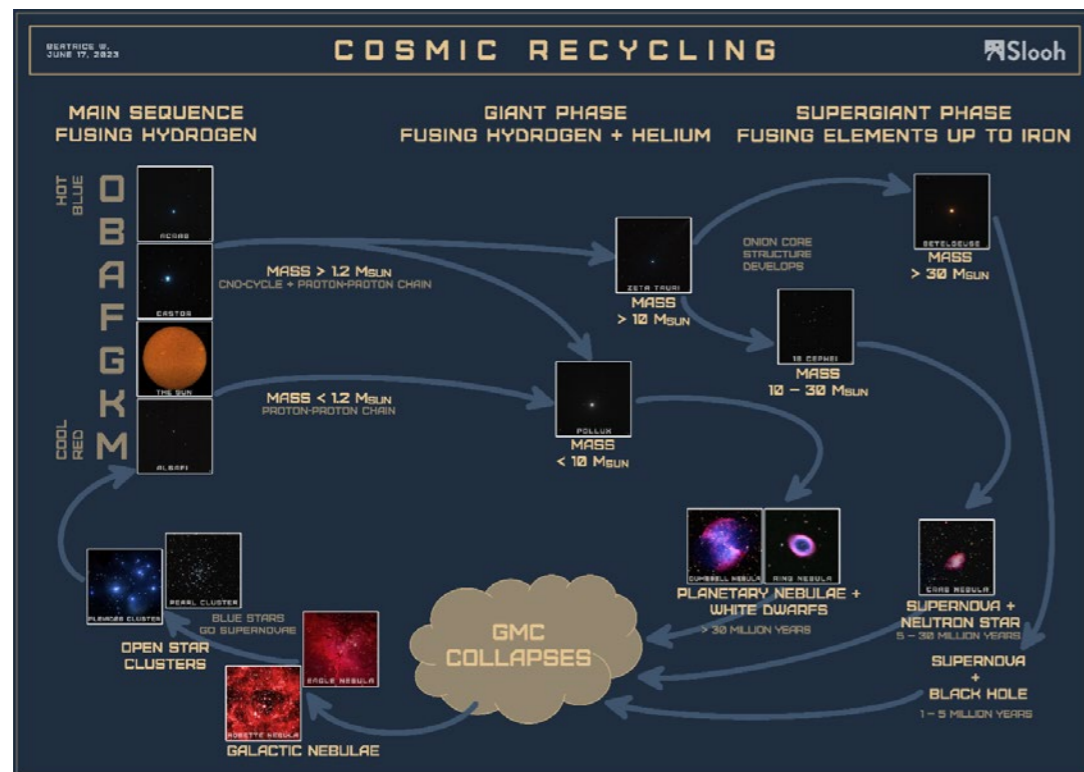 BEATRICE W.
JUNE 17, 2023
COSMIC RECYCLING
Slooh
MAIN SEQUENCE
FUSING HYDROGEN
GIANT PHASE
FUSING HYDROGEN + HELIUM
SUPERGIANT PHASE
FUSING ELEMENTS UP TO IRON
HOT
BLUE
O
B
A
F
G
K
M
COOL
RED
ACRAB
CASTOR
THE SUN
ALBAFI
MASS > 1.2 MSUN
CNO-CYCLE + PROTON-PROTON CHAIN
MASS < 1.2 MSUN
PROTON-PROTON CHAIN
ZETA TAURI
MASS
> 10 MSUN
POLLUX
MASS
< 10 MSUN
ONION CORE
STRUCTURE
DEVELOPS
BETELGEUSE
MASS
> 30 MSUN
18 CEPHEI
MASS
10 – 30 MSUN
DUMBBELL NEBULA
RING NEBULA
PLANETARY NEBULAE +
WHITE DWARFS
> 30 MILLION YEARS
CRAB NEBULA
SUPERNOVA +
NEUTRON STAR
5 – 30 MILLION YEARS
SUPERNOVA
+
BLACK HOLE
1 – 5 MILLION YEARS
GMC
COLLAPSES
EAGLE NEBULA
ROSETTE NEBULA
GALACTIC NEBULAE
BLUE STARS
GO SUPERNOVAE
PEARL CLUSTER
PLEIADES CLUSTER
OPEN STAR
CLUSTERS